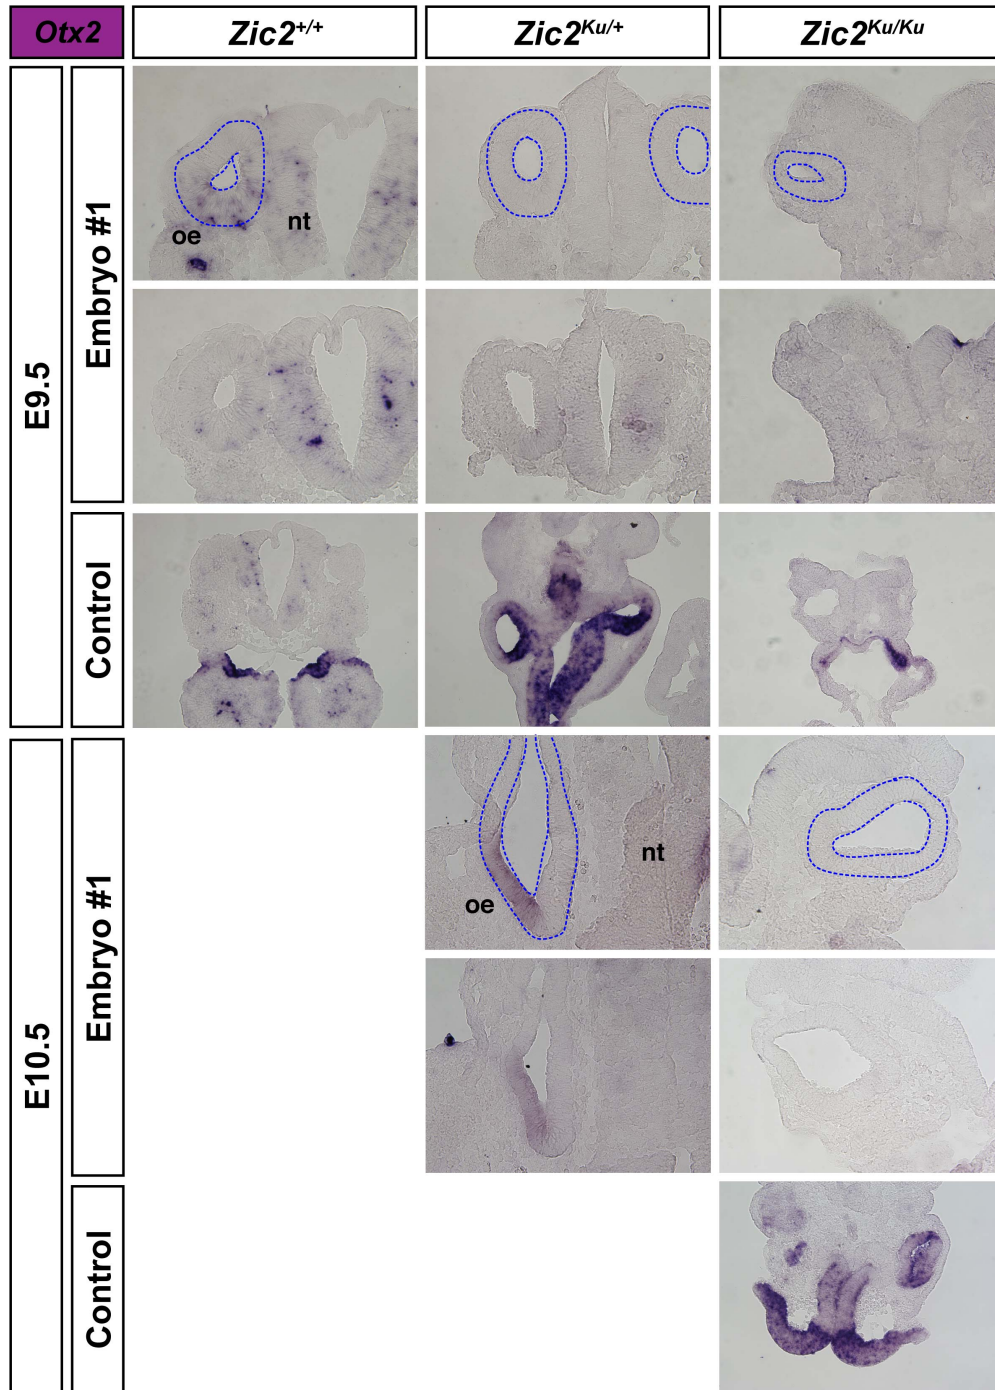 Otx2
Zic2+/+
Zic2Ku/+
Zic2Ku/Ku
E9.5
Embryo #1
oe
nt
Control
E10.5
Embryo #1
oe
nt
Control